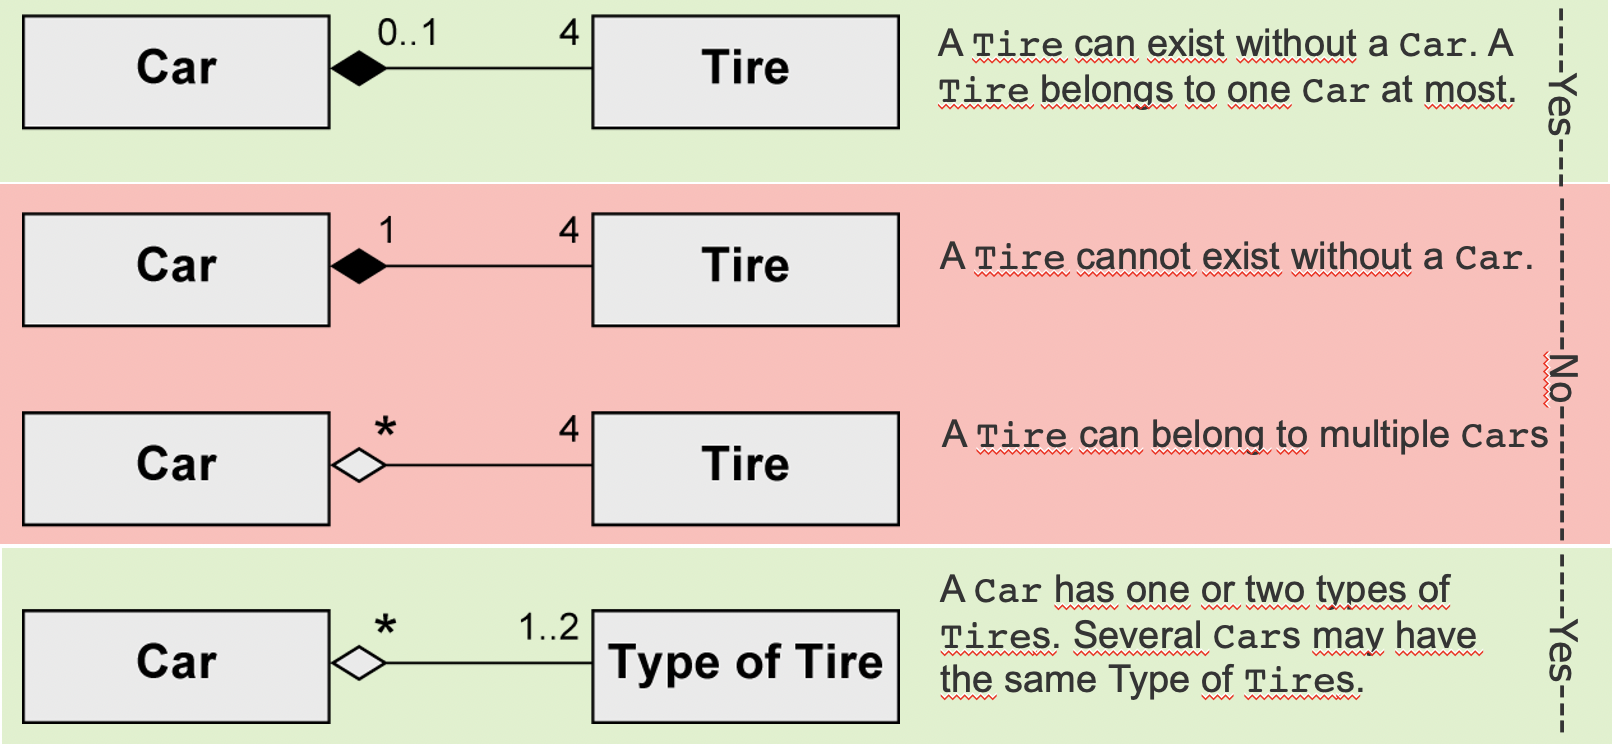 Car 0..1 4 Tire
A Tire can exist without a Car. A
Tire belongs to one Car at most.
Yes
Car 1 4 Tire
A Tire cannot exist without a Car.
No
Car * 4 Tire
A Tire can belong to multiple Cars
Car * 1..2 Type of Tire
A Car has one or two types of
Tires. Several Cars may have
the same Type of Tires.
Yes